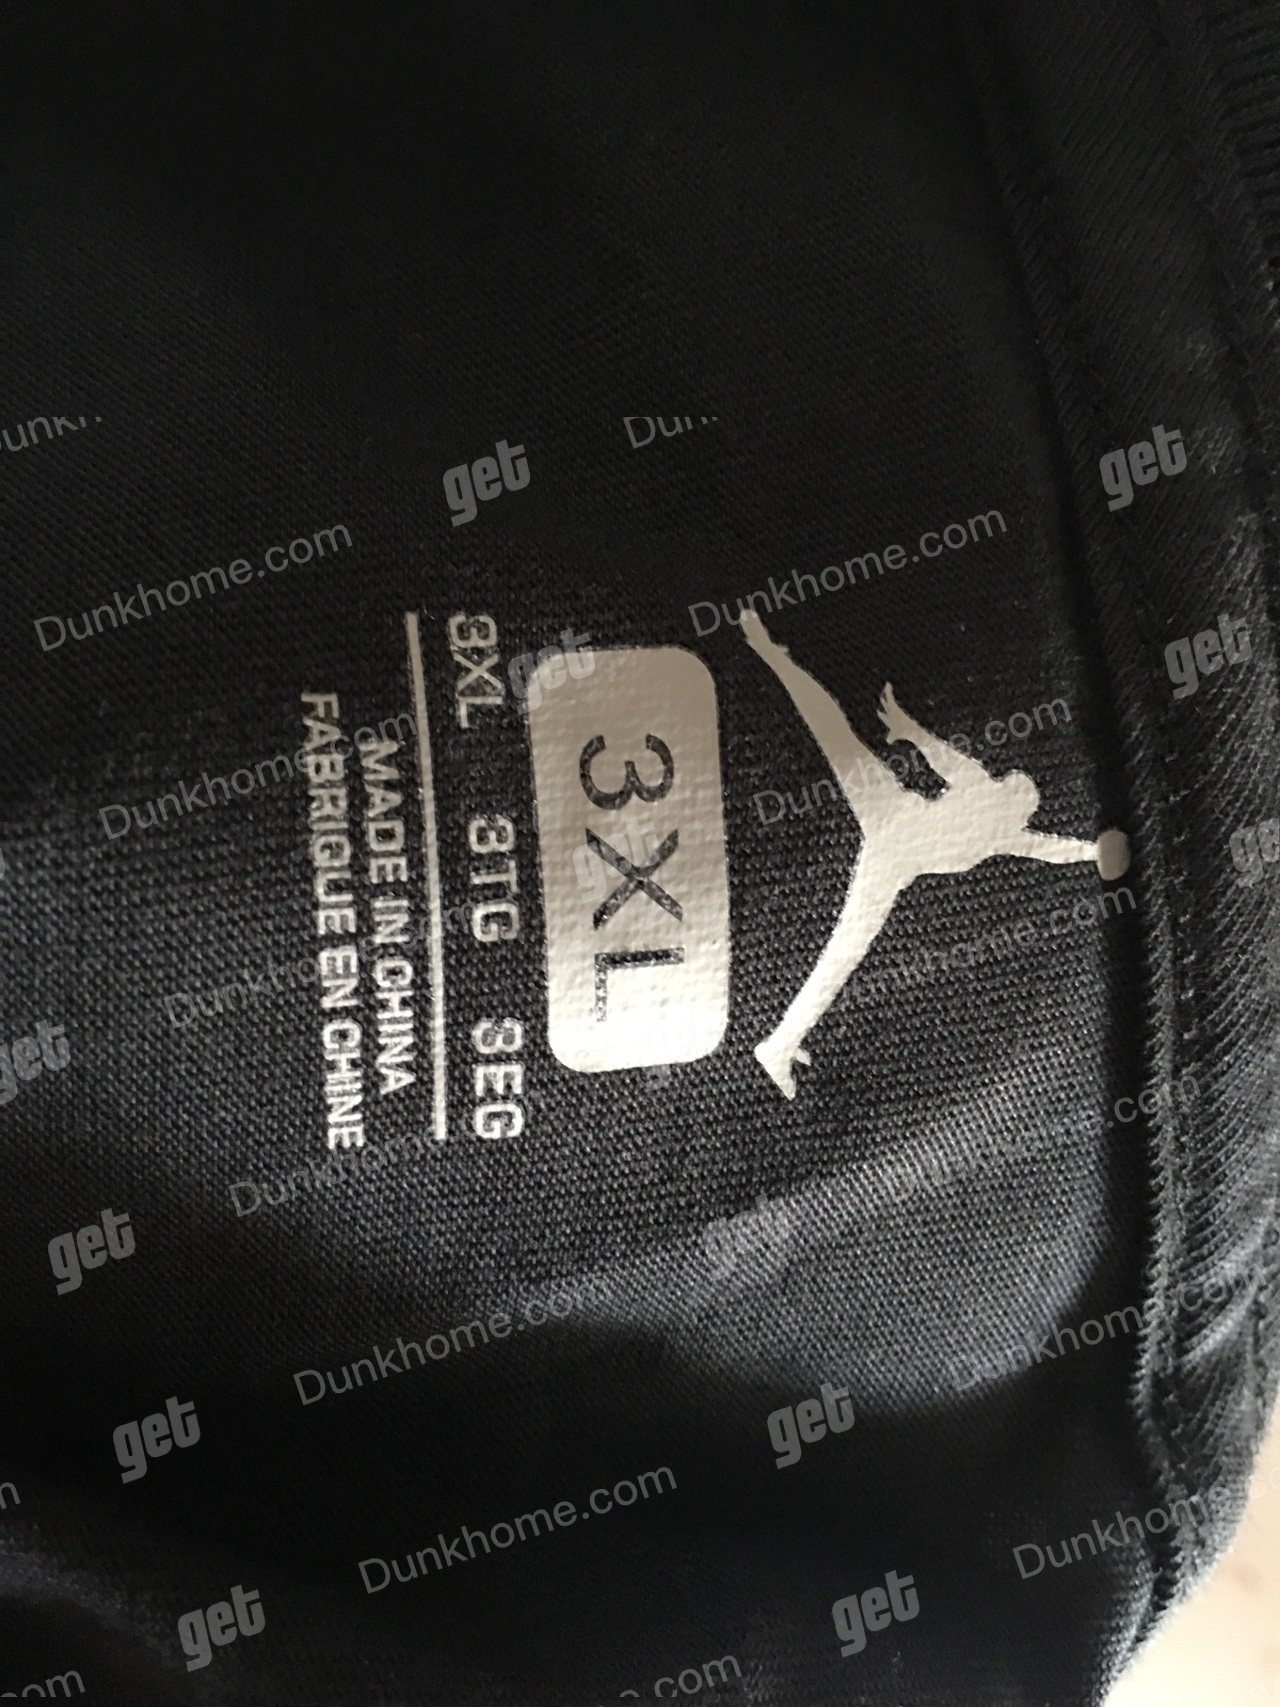 3XL
3XL 3TG 3EG
MADE IN CHINA
FABRIQUE EN CHINE
get
Dunkhome.com